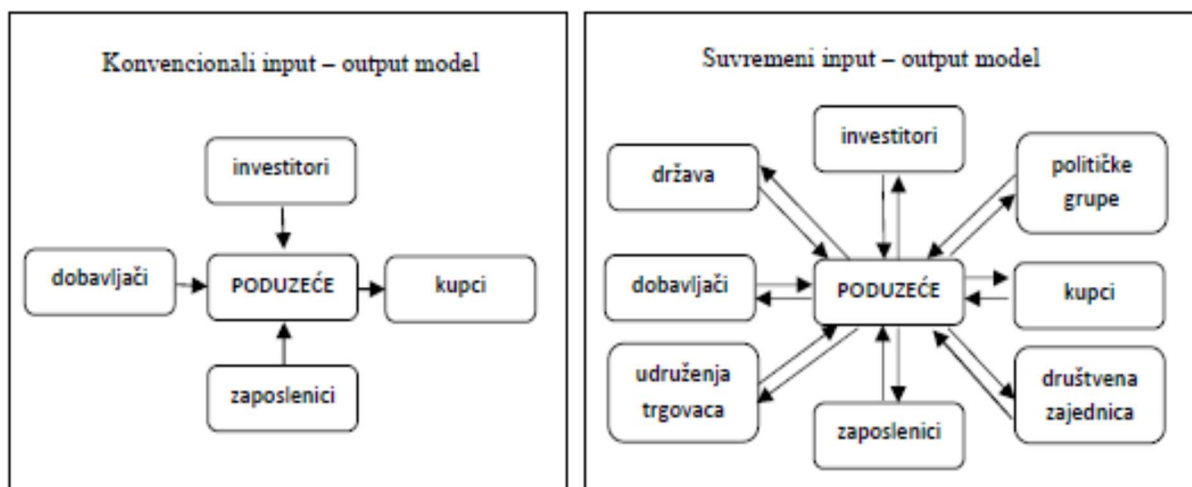 Konvencionali input – output model
investitori
dobavljači
PODUZEĆE
kupci
zaposlenici
Suvremeni input – output model
investitori
država
političke
grupe
dobavljači
PODUZEĆE
kupci
udruženja
trgovaca
zaposlenici
društvena
zajednica